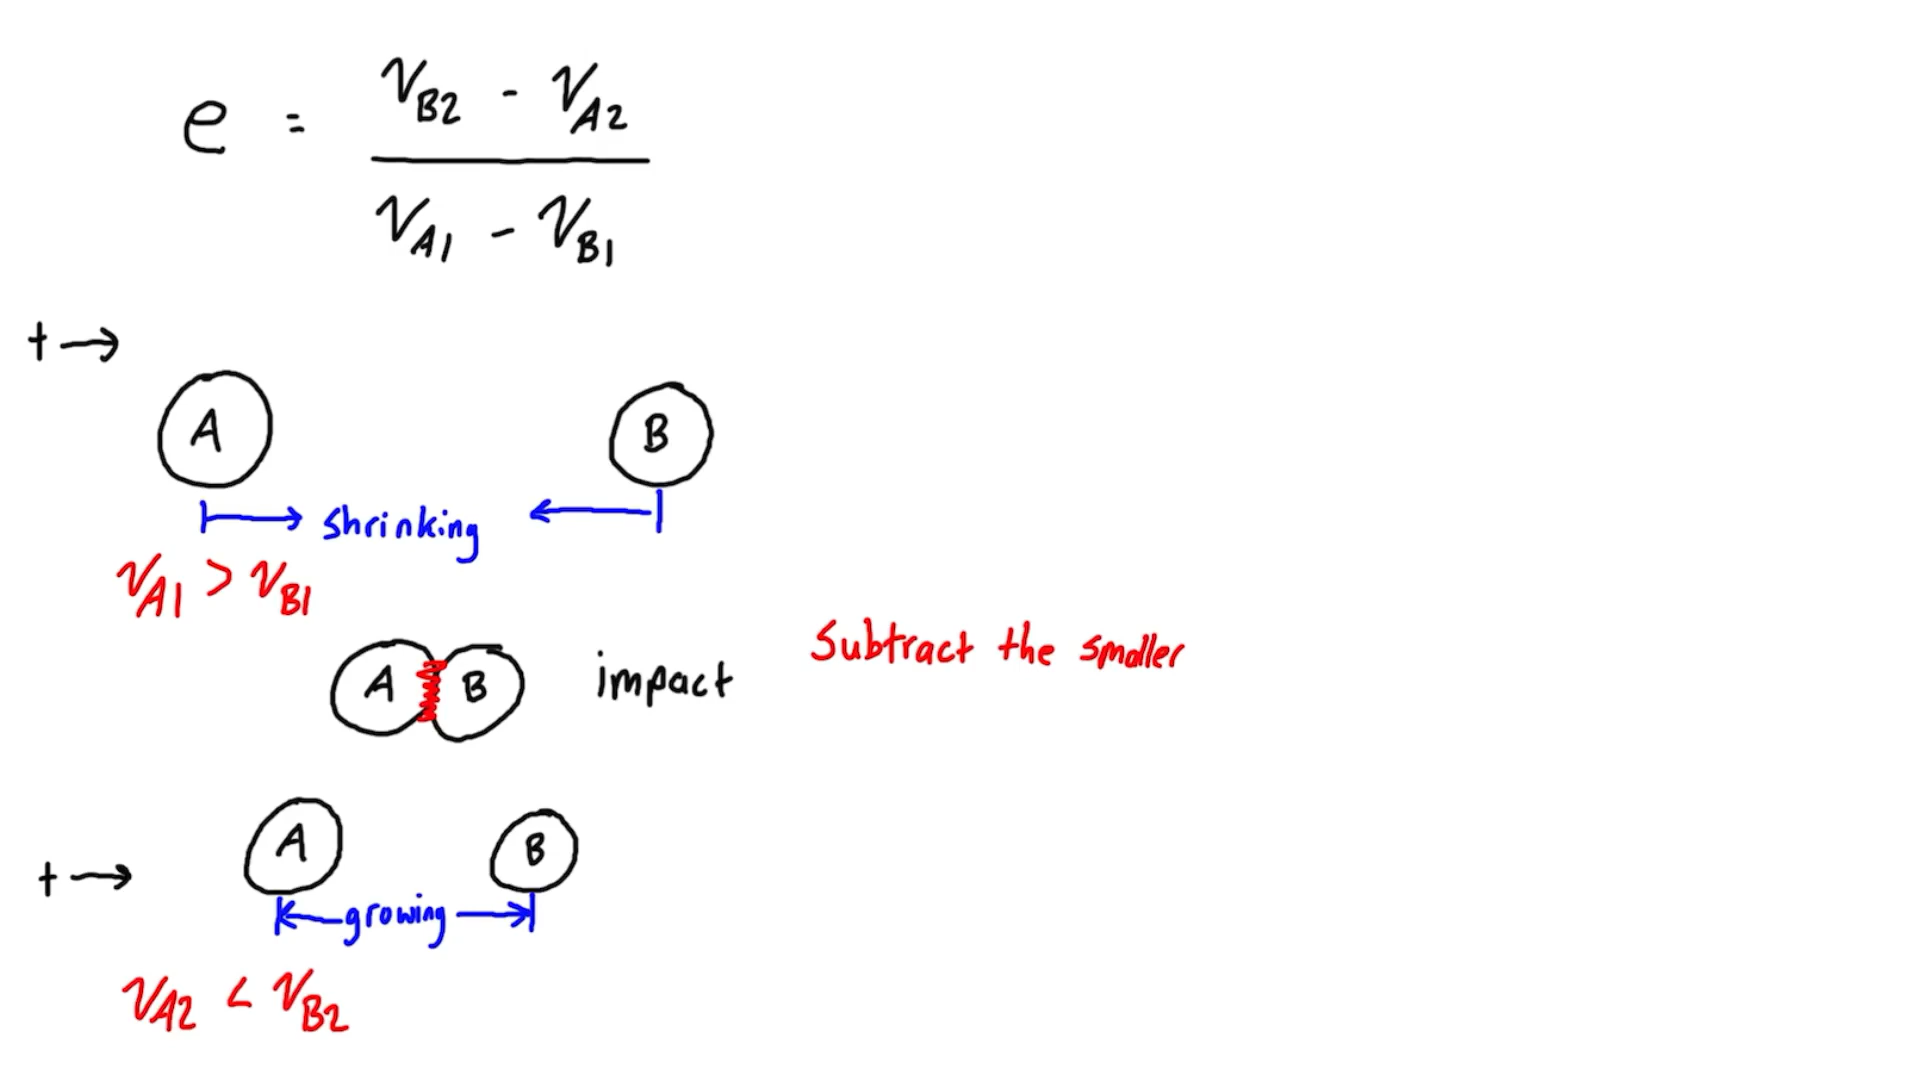 e = (v_B2 - v_A2) / (v_A1 - v_B1)
+ →
A B
shrinking
v_A1 > v_B1
A B impact
Subtract the smaller
A B
+ →
growing
v_A2 < v_B2